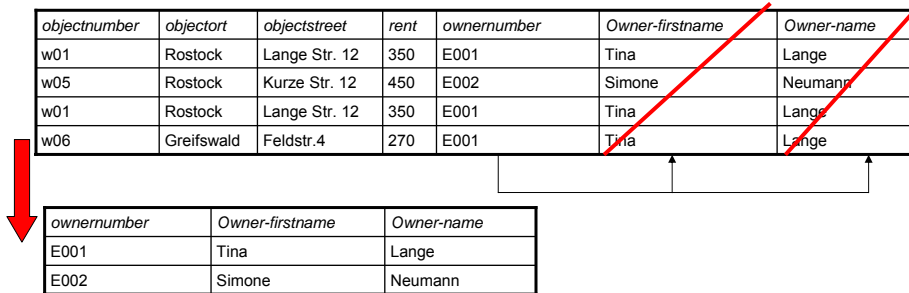 objectnumber objectort objectstreet rent ownernumber Owner-firstname Owner-name
w01 Rostock Lange Str. 12 350 E001 Tina Lange
w05 Rostock Kurze Str. 12 450 E002 Simone Neumann
w01 Rostock Lange Str. 12 350 E001 Tina Lange
w06 Greifswald Feldstr.4 270 E001 Tina Lange
ownernumber Owner-firstname Owner-name
E001 Tina Lange
E002 Simone Neumann